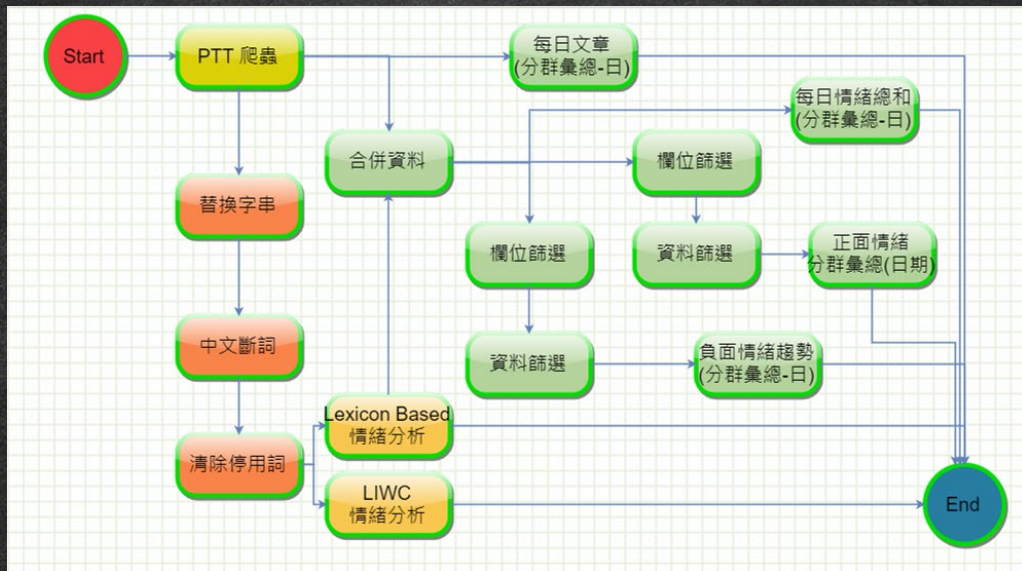 Start
PTT 爬蟲
每日文章
(分群彙總-日)
每日情緒總和
(分群彙總-日)
合併資料
欄位篩選
替換字串
欄位篩選
資料篩選
正面情緒
分群彙總(日期)
中文斷詞
資料篩選
負面情緒趨勢
(分群彙總-日)
Lexicon Based
情緒分析
清除停用詞
LIWC
情緒分析
End